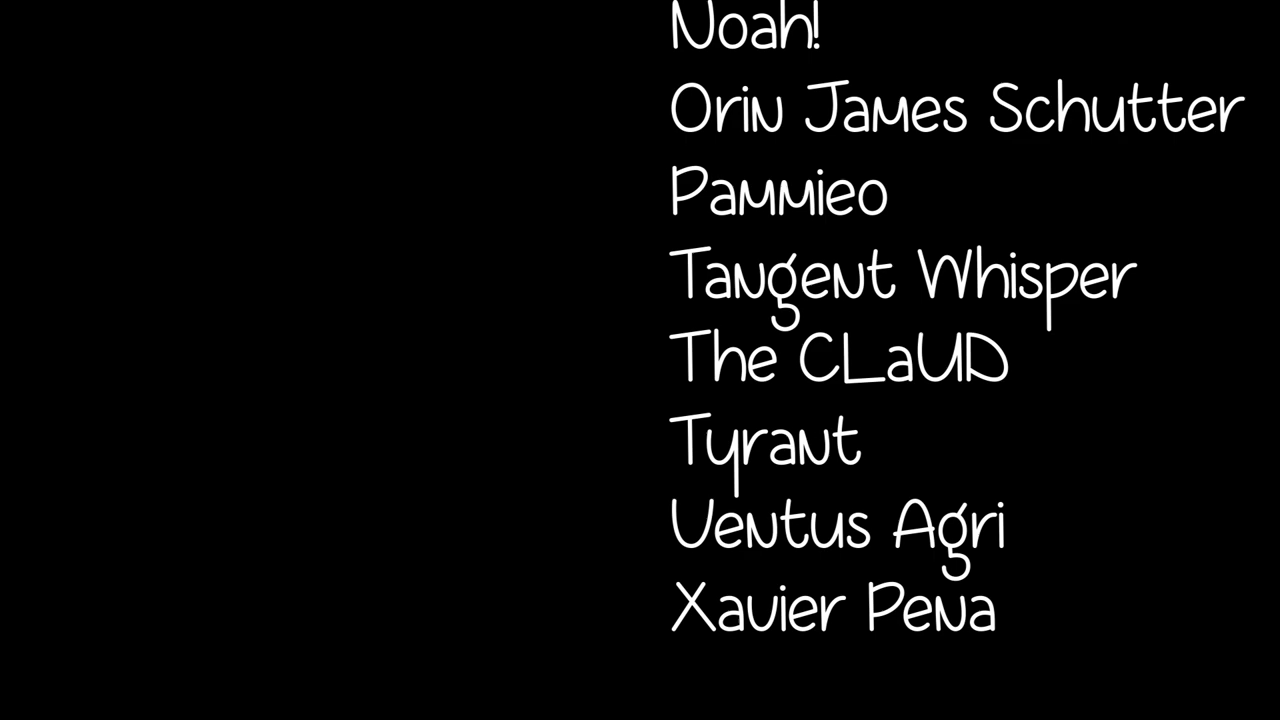 Noah!
Orin James Schutter
Pammieo
Tangent Whisper
The CLaUD
Tyrant
Ventus Agri
Xavier Pena